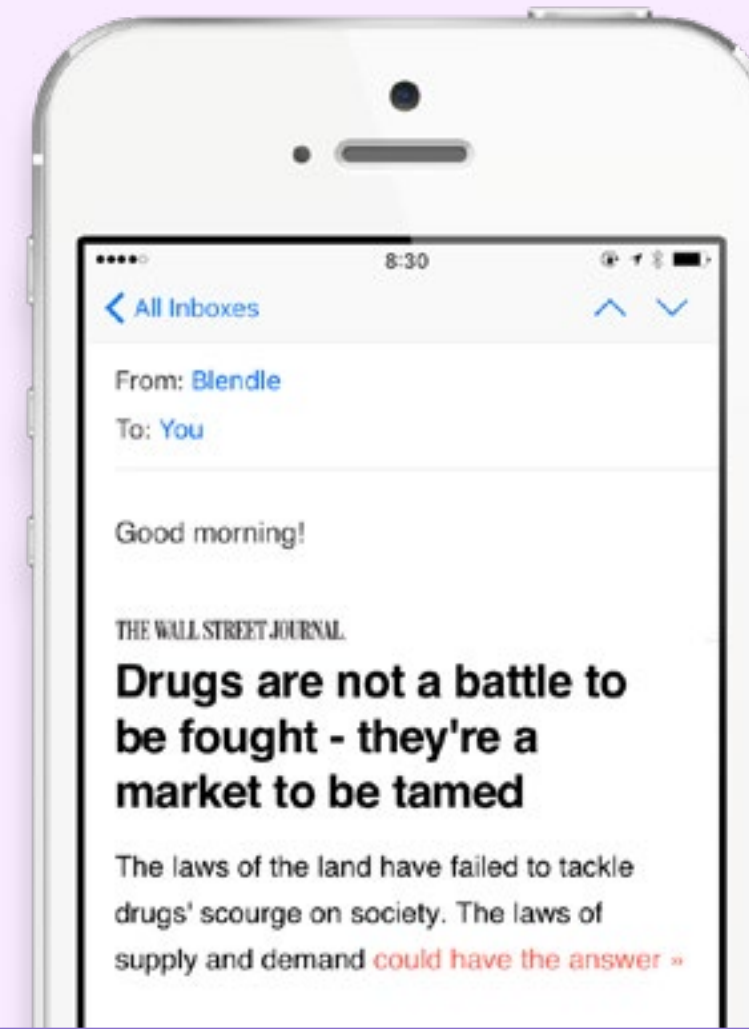 8:30
All Inboxes
From: Blendle
To: You
Good morning!
THE WALL STREET JOURNAL.
Drugs are not a battle to
be fought - they're a
market to be tamed
The laws of the land have failed to tackle
drugs' scourge on society. The laws of
supply and demand could have the answer »